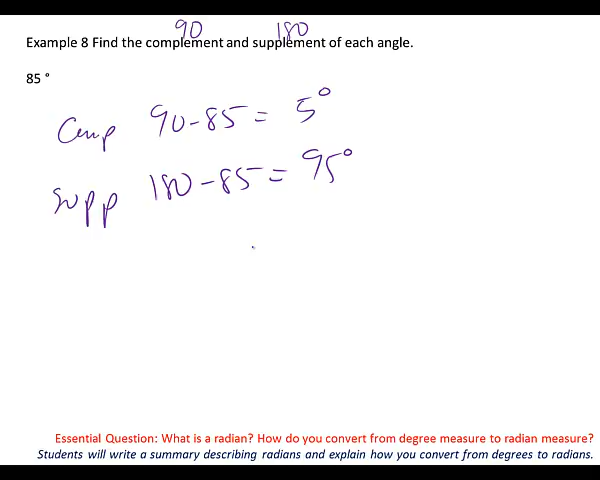 90 180
Example 8 Find the complement and supplement of each angle.
85 °
Comp 90-85 = 5°
Supp 180-85 = 95°
Essential Question: What is a radian? How do you convert from degree measure to radian measure?
Students will write a summary describing radians and explain how you convert from degrees to radians.